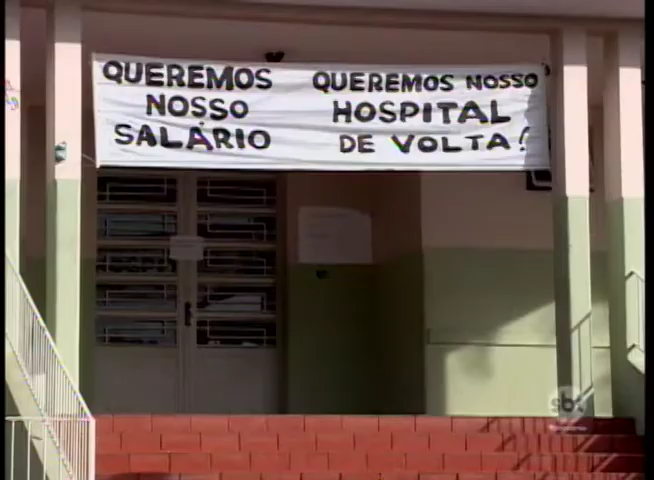 QUEREMOS
NOSSO
SALÁRIO
QUEREMOS NOSSO
HOSPITAL
DE VOLTA!
sbt